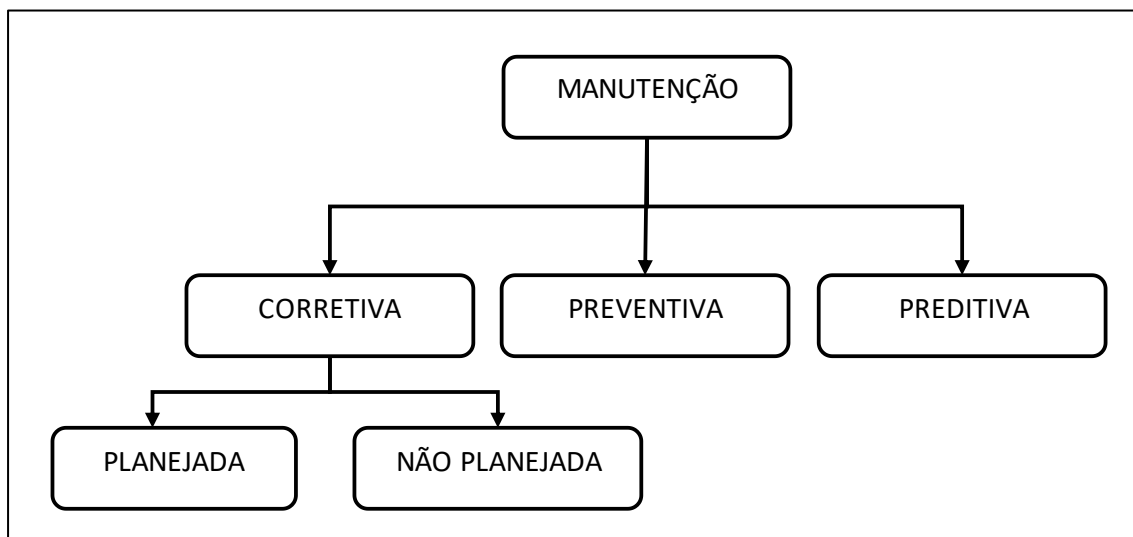 MANUTENÇÃO
CORRETIVA
PREVENTIVA
PREDITIVA
PLANEJADA
NÃO PLANEJADA